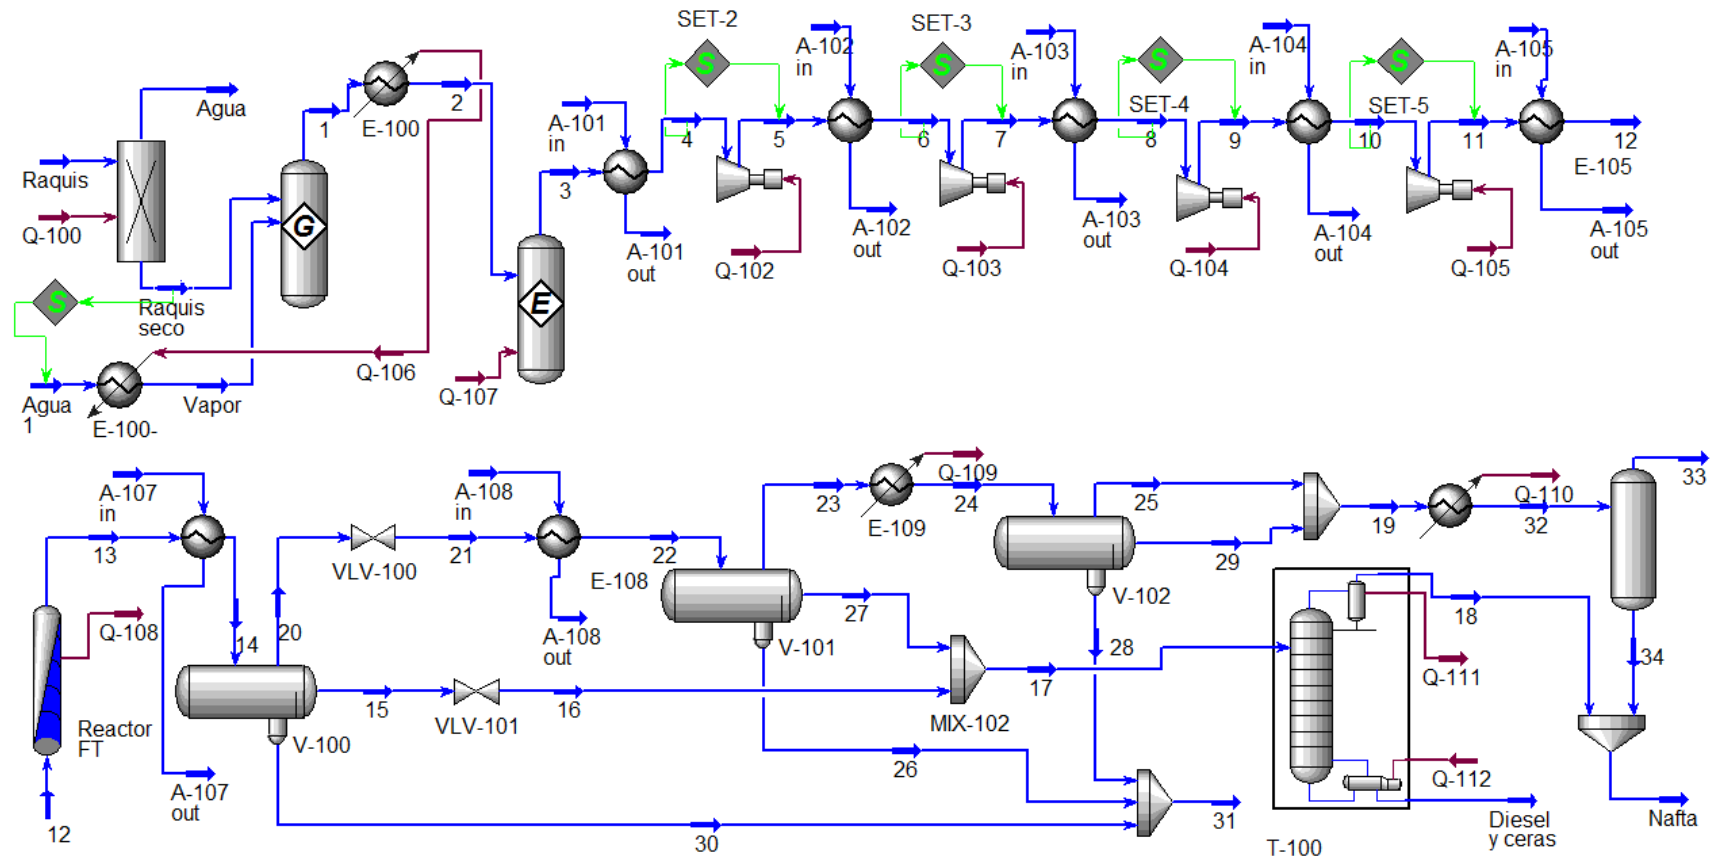 SET-2
SET-3
A-102
in
A-103
in
A-104
in
A-105
in
Agua
1
E-100
2
A-101
in
4
5
6
7
SET-4
8
9
SET-5
10
11
12
E-105
Raquis
Q-100
G
3
A-101
out
A-102
out
A-103
out
A-104
out
A-105
out
Q-102
Q-103
Q-104
Q-105
S
S
S
S
S
Raquis
seco
E
Q-106
Q-107
Agua
1
E-100-
Vapor
A-107
in
13
A-108
in
VLV-100
21
E-108
22
23
Q-109
24
E-109
25
29
19
Q-110
32
33
Q-108
14
20
A-108
out
V-101
27
V-102
28
18
Q-111
34
Reactor
FT
V-100
15
VLV-101
16
MIX-102
17
26
Q-112
A-107
out
12
30
31
T-100
Diesel
y ceras
Nafta